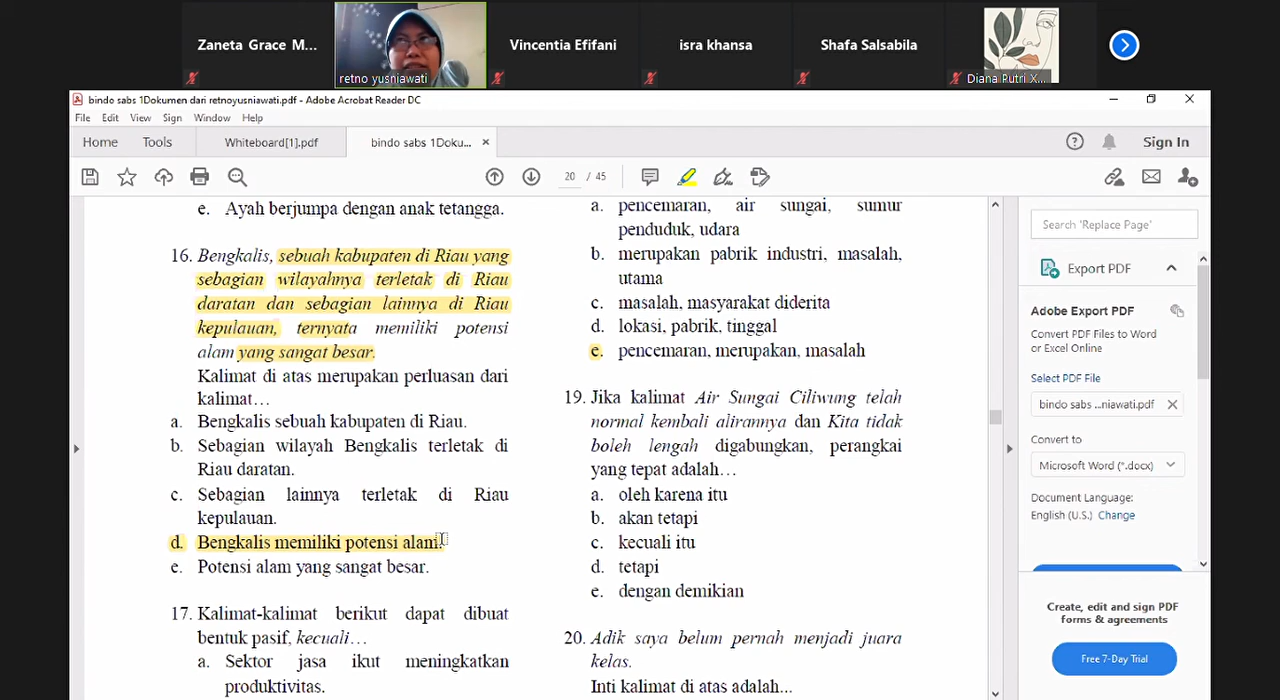 Zaneta Grace M...
retno yusniawati
Vincentia Efifani
isra khansa
Shafa Salsabila
Diana Putri X...
bindo sabs 1Dokumen dari retnoyusniawati.pdf - Adobe Acrobat Reader DC
File Edit View Sign Window Help
Home Tools Whiteboard[1].pdf bindo sabs 1Doku... × Sign In
20 / 45
e. Ayah berjumpa dengan anak tetangga.
16. Bengkalis, sebuah kabupaten di Riau yang
sebagian wilayahnya terletak di Riau
daratan dan sebagian lainnya di Riau
kepulauan, ternyata memiliki potensi
alam yang sangat besar.
Kalimat di atas merupakan perluasan dari
kalimat…
a. Bengkalis sebuah kabupaten di Riau.
b. Sebagian wilayah Bengkalis terletak di
Riau daratan.
c. Sebagian lainnya terletak di Riau
kepulauan.
d. Bengkalis memiliki potensi alam.
e. Potensi alam yang sangat besar.
17. Kalimat-kalimat berikut dapat dibuat
bentuk pasif, kecuali…
a. Sektor jasa ikut meningkatkan
produktivitas.
a. pencemaran, air sungai, sumur
penduduk, udara
b. merupakan pabrik industri, masalah,
utama
c. masalah, masyarakat diderita
d. lokasi, pabrik, tinggal
e. pencemaran, merupakan, masalah
19. Jika kalimat Air Sungai Ciliwung telah
normal kembali alirannya dan Kita tidak
boleh lengah digabungkan, perangkai
yang tepat adalah…
a. oleh karena itu
b. akan tetapi
c. kecuali itu
d. tetapi
e. dengan demikian
20. Adik saya belum pernah menjadi juara
kelas.
Inti kalimat di atas adalah...
Search 'Replace Page'
Export PDF
Adobe Export PDF
Convert PDF Files to Word
or Excel Online
Select PDF File
bindo sabs ...niawati.pdf
Convert to
Microsoft Word (*.docx)
Document Language:
English (U.S.) Change
Create, edit and sign PDF
forms & agreements
Free 7-Day Trial